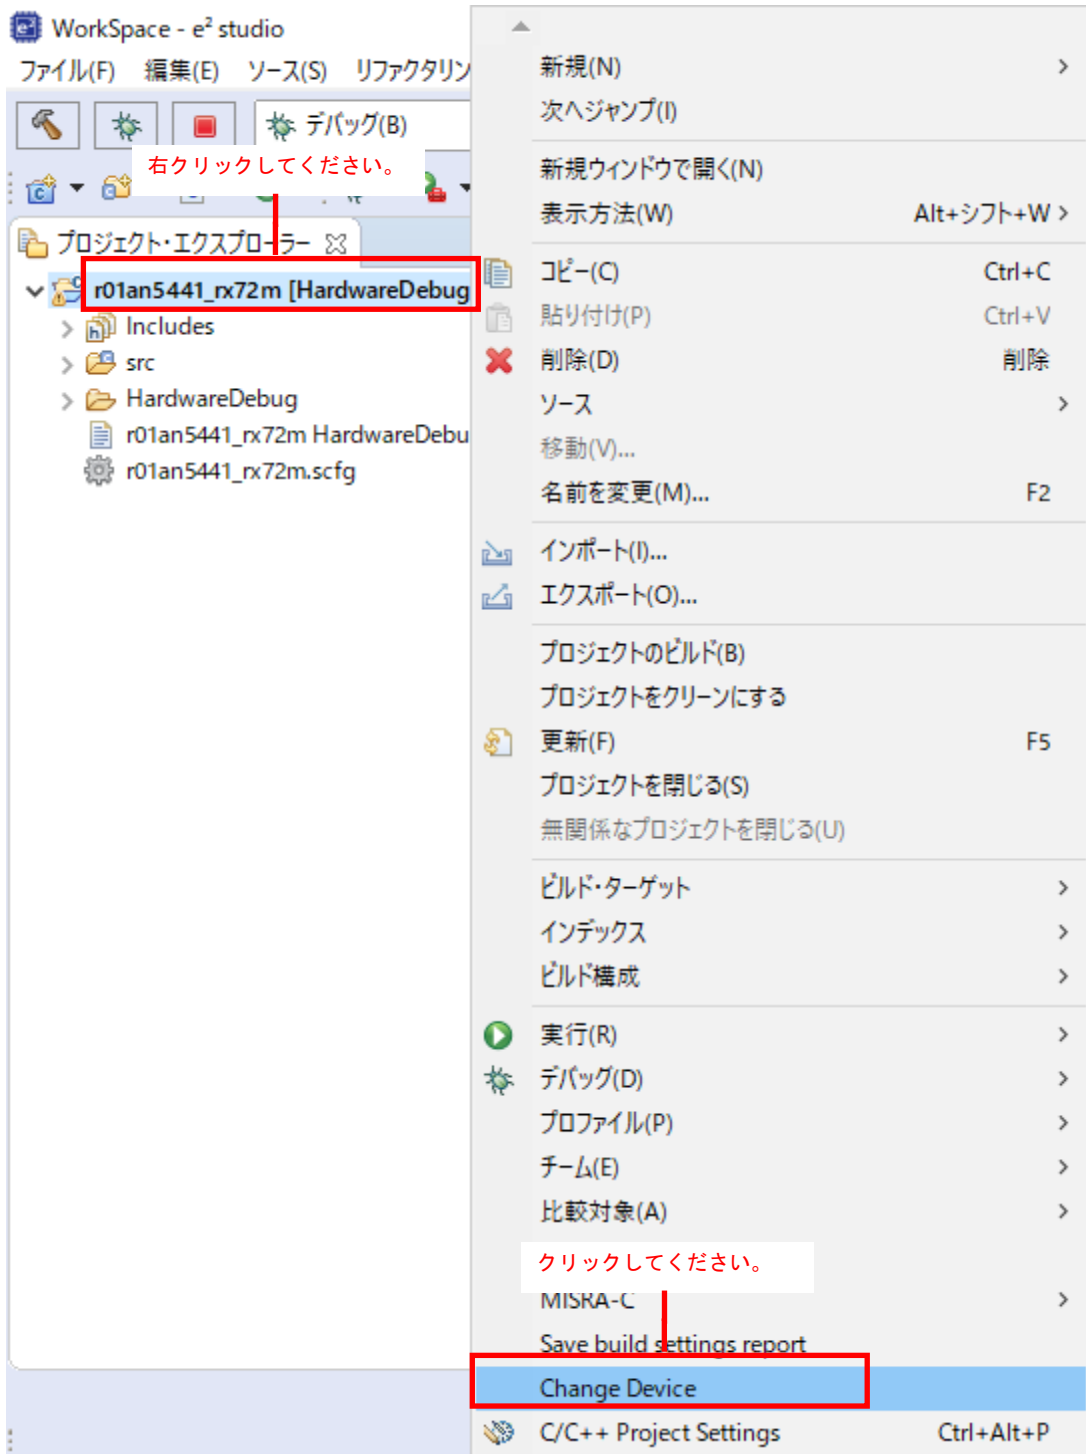 WorkSpace - e² studio
ファイル(F) 編集(E) ソース(S) リファクタリン
デバッグ(B)
右クリックしてください。
プロジェクト・エクスプローラー
r01an5441_rx72m [HardwareDebug
Includes
src
HardwareDebug
r01an5441_rx72m HardwareDebu
r01an5441_rx72m.scfg
新規(N)
次へジャンプ(I)
新規ウィンドウで開く(N)
表示方法(W) Alt+シフト+W
コピー(C) Ctrl+C
貼り付け(P) Ctrl+V
削除(D) 削除
ソース
移動(V)...
名前を変更(M)... F2
インポート(I)...
エクスポート(O)...
プロジェクトのビルド(B)
プロジェクトをクリーンにする
更新(F) F5
プロジェクトを閉じる(S)
無関係なプロジェクトを閉じる(U)
ビルド・ターゲット
インデックス
ビルド構成
実行(R)
デバッグ(D)
プロファイル(P)
チーム(E)
比較対象(A)
クリックしてください。
MISRA-C
Save build settings report
Change Device
C/C++ Project Settings Ctrl+Alt+P